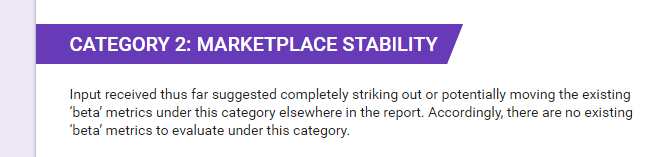 CATEGORY 2: MARKETPLACE STABILITY
Input received thus far suggested completely striking out or potentially moving the existing
‘beta’ metrics under this category elsewhere in the report. Accordingly, there are no existing
‘beta’ metrics to evaluate under this category.